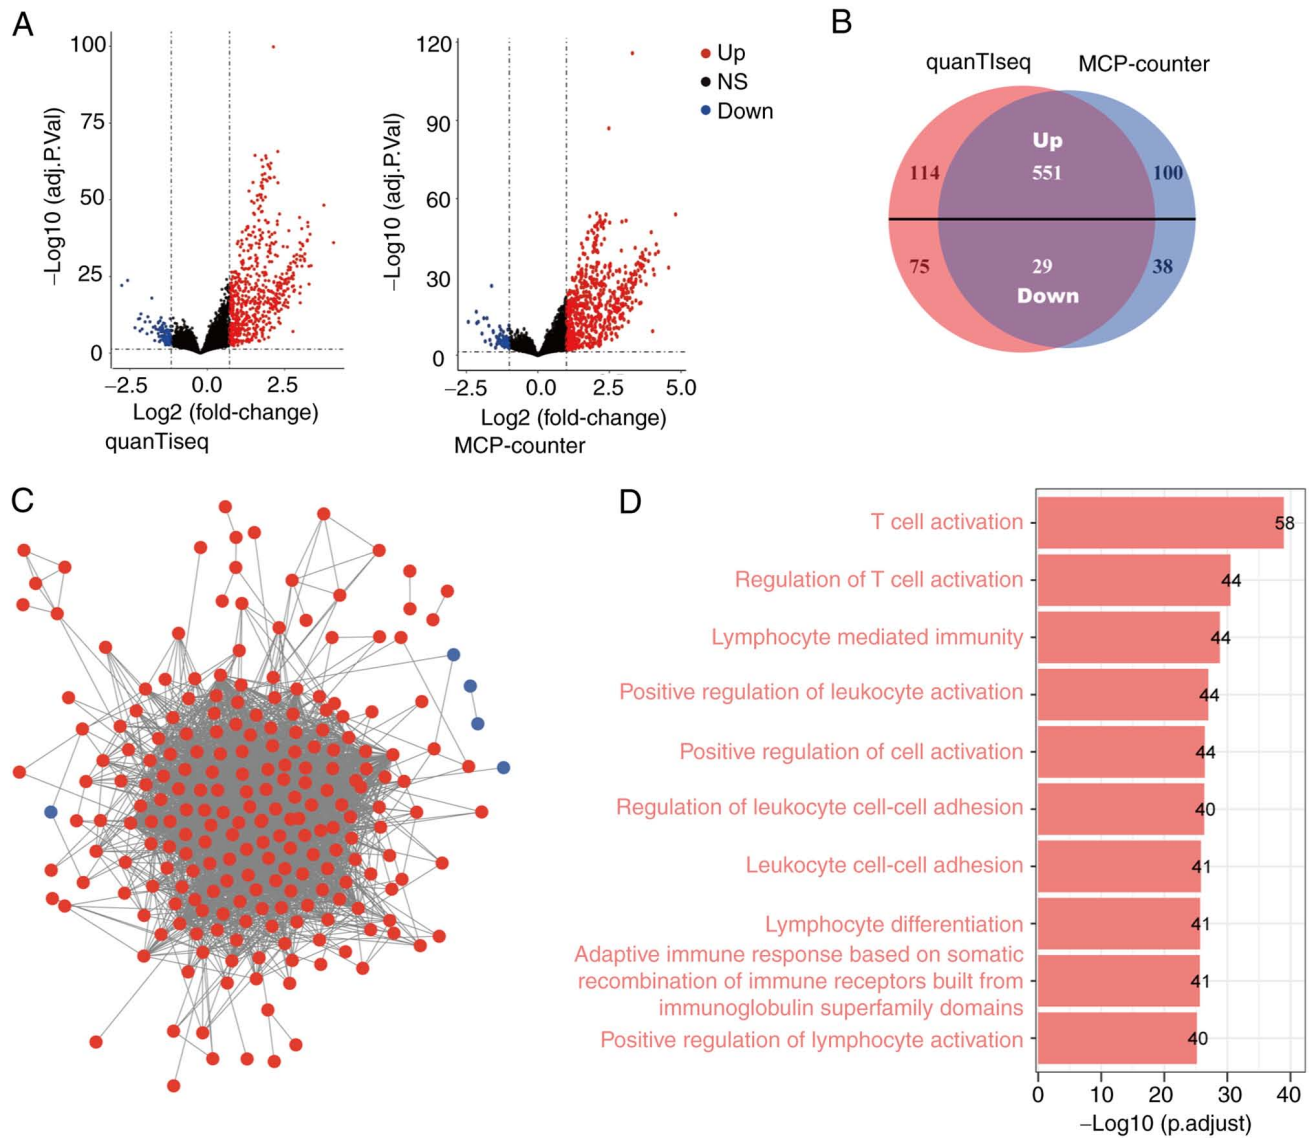 A
100
75
50
25
0
−Log10 (adj.P.Val)
−2.5
0.0
2.5
Log2 (fold-change)
quanTiseq
120
90
60
30
0
−Log10 (adj.P.Val)
−2.5
0.0
2.5
5.0
Log2 (fold-change)
MCP-counter
Up
NS
Down
B
quanTIseq
MCP-counter
Up
114
551
100
75
29
38
Down
C
D
T cell activation
58
Regulation of T cell activation
44
Lymphocyte mediated immunity
44
Positive regulation of leukocyte activation
44
Positive regulation of cell activation
44
Regulation of leukocyte cell-cell adhesion
40
Leukocyte cell-cell adhesion
41
Lymphocyte differentiation
41
Adaptive immune response based on somatic
recombination of immune receptors built from
immunoglobulin superfamily domains
41
Positive regulation of lymphocyte activation
40
0
10
20
30
40
−Log10 (p.adjust)